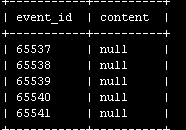 +----------+---------+
| event_id | content |
+----------+---------+
| 65537 | null |
| 65538 | null |
| 65539 | null |
| 65540 | null |
| 65541 | null |
+----------+---------+